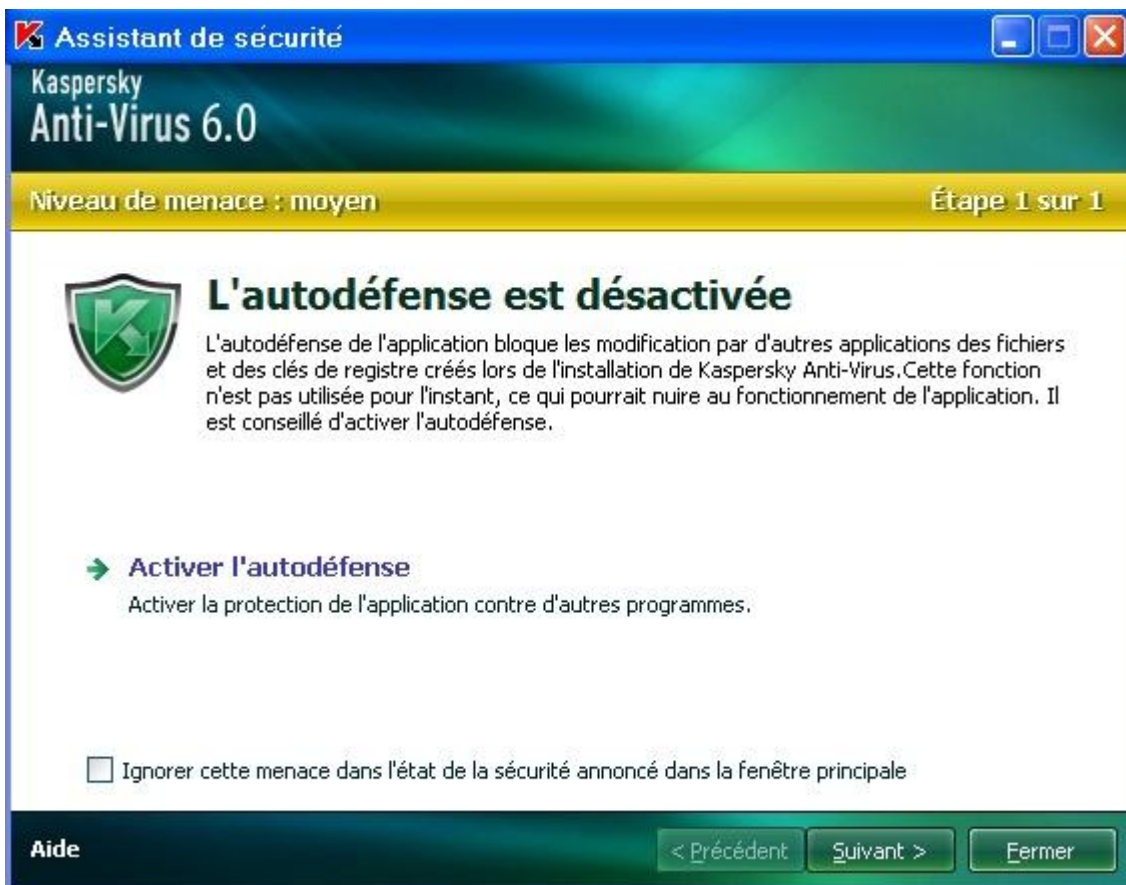 Assistant de sécurité
Kaspersky
Anti-Virus 6.0
Niveau de menace : moyen
Étape 1 sur 1
L'autodéfense est désactivée
L'autodéfense de l'application bloque les modification par d'autres applications des fichiers
et des clés de registre créés lors de l'installation de Kaspersky Anti-Virus.Cette fonction
n'est pas utilisée pour l'instant, ce qui pourrait nuire au fonctionnement de l'application. Il
est conseillé d'activer l'autodéfense.
Activer l'autodéfense
Activer la protection de l'application contre d'autres programmes.
Ignorer cette menace dans l'état de la sécurité annoncé dans la fenêtre principale
Aide
< Précédent
Suivant >
Fermer